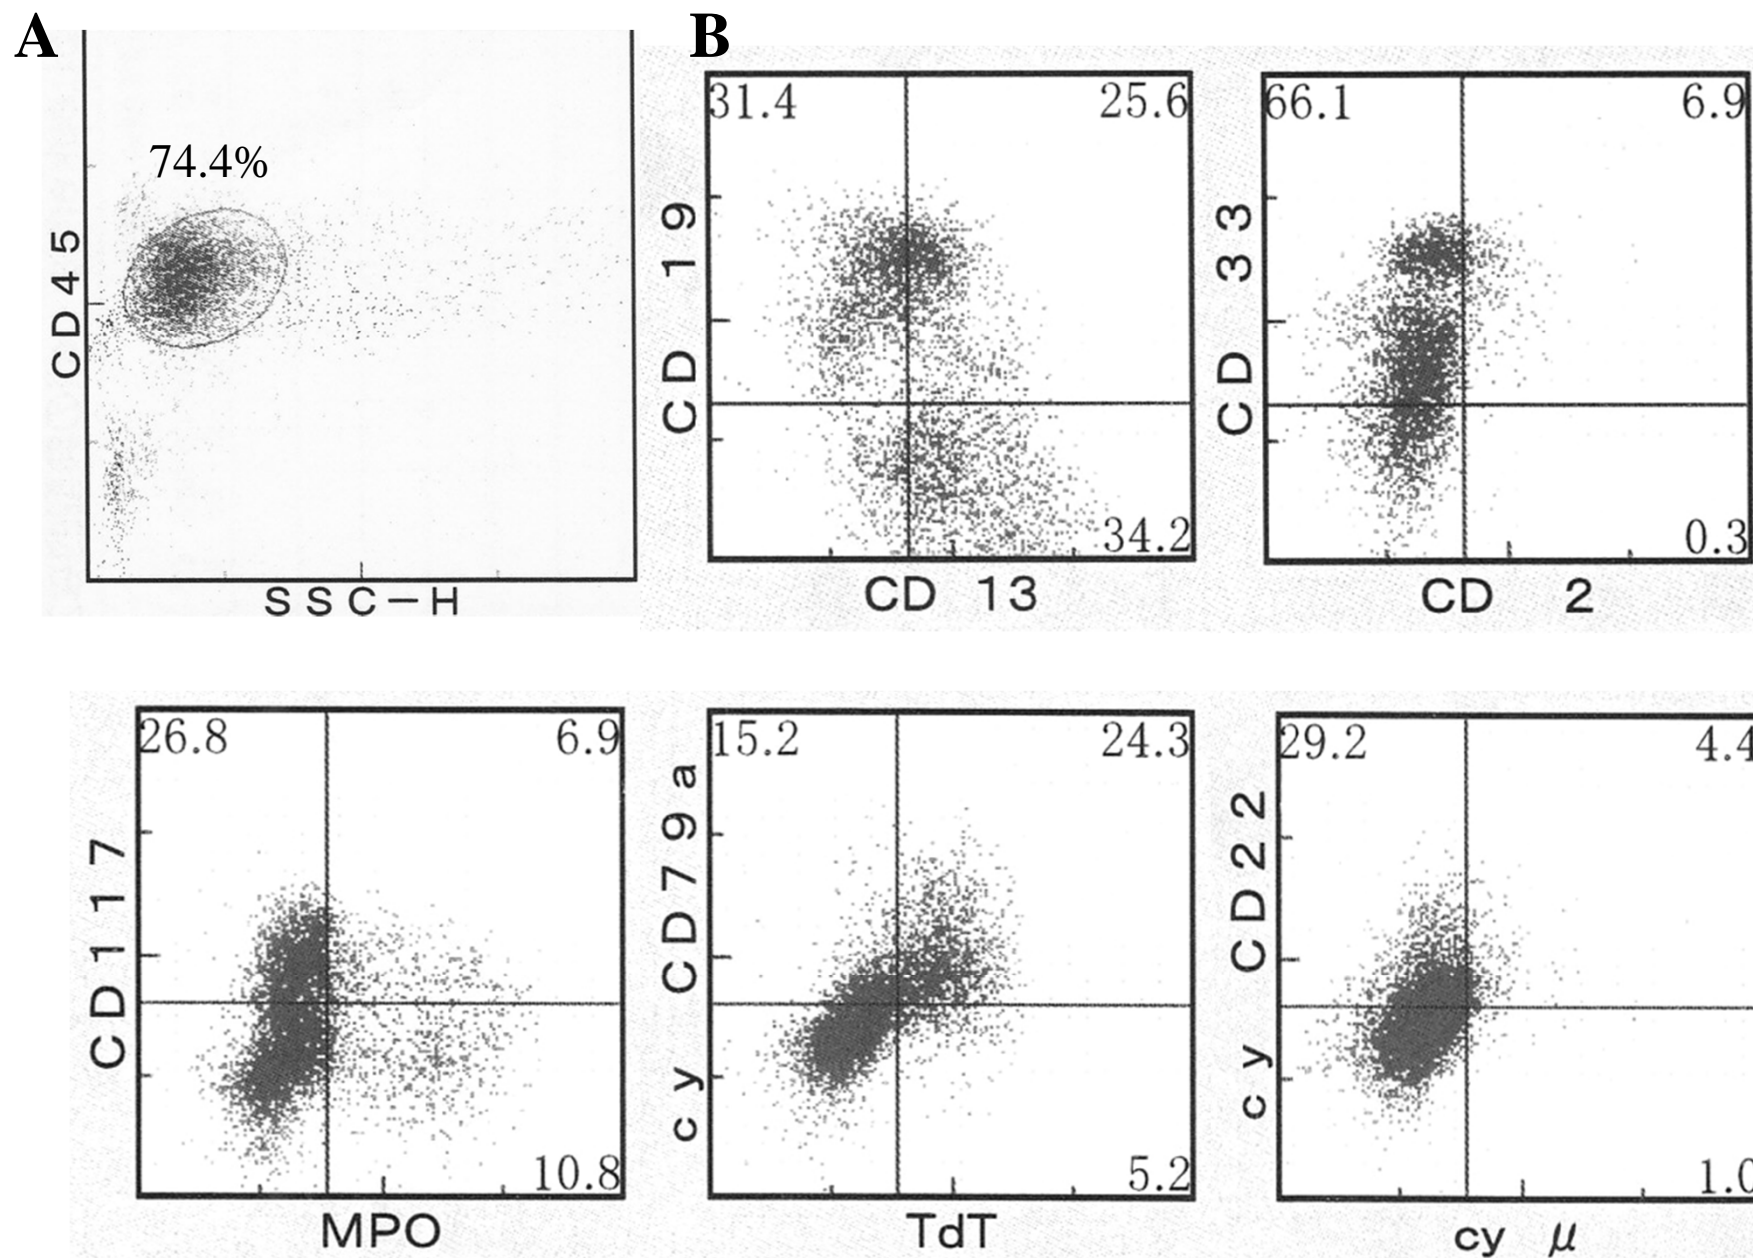 A
B
74.4%
CD45
SSC-H
31.4
25.6
34.2
CD 19
CD 13
66.1
6.9
0.3
CD 33
CD 2
26.8
6.9
10.8
CD117
MPO
15.2
24.3
5.2
cy CD79a
TdT
29.2
4.4
1.0
cy CD22
cy μ